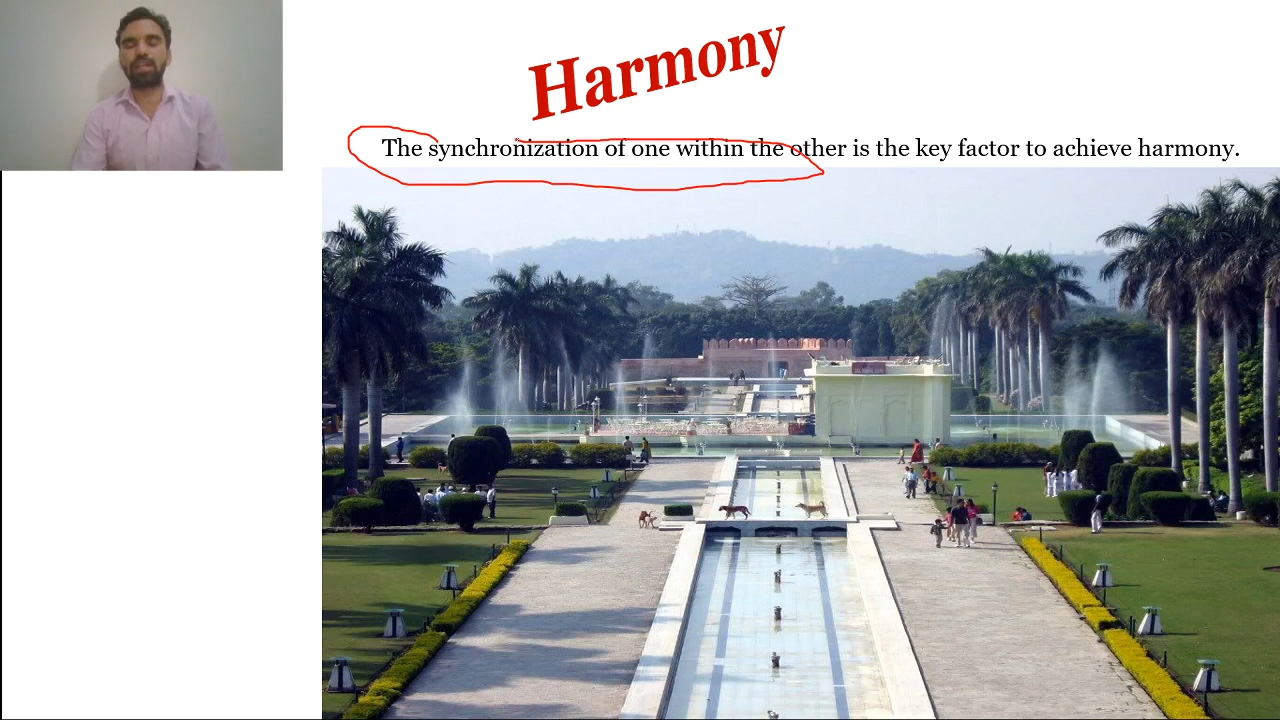 Harmony
The synchronization of one within the other is the key factor to achieve harmony.